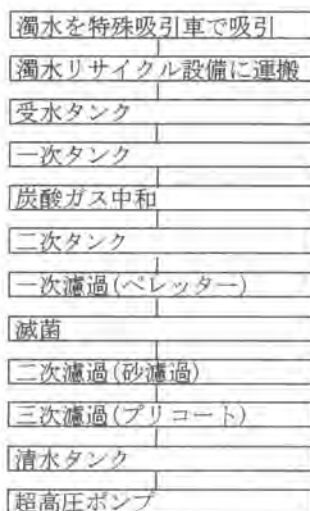 濁水を特殊吸引車で吸引
濁水リサイクル設備に運搬
受水タンク
一次タンク
炭酸ガス中和
二次タンク
一次濾過(ペレッター)
滅菌
二次濾過(砂濾過)
三次濾過(プリコート)
清水タンク
超高圧ポンプ